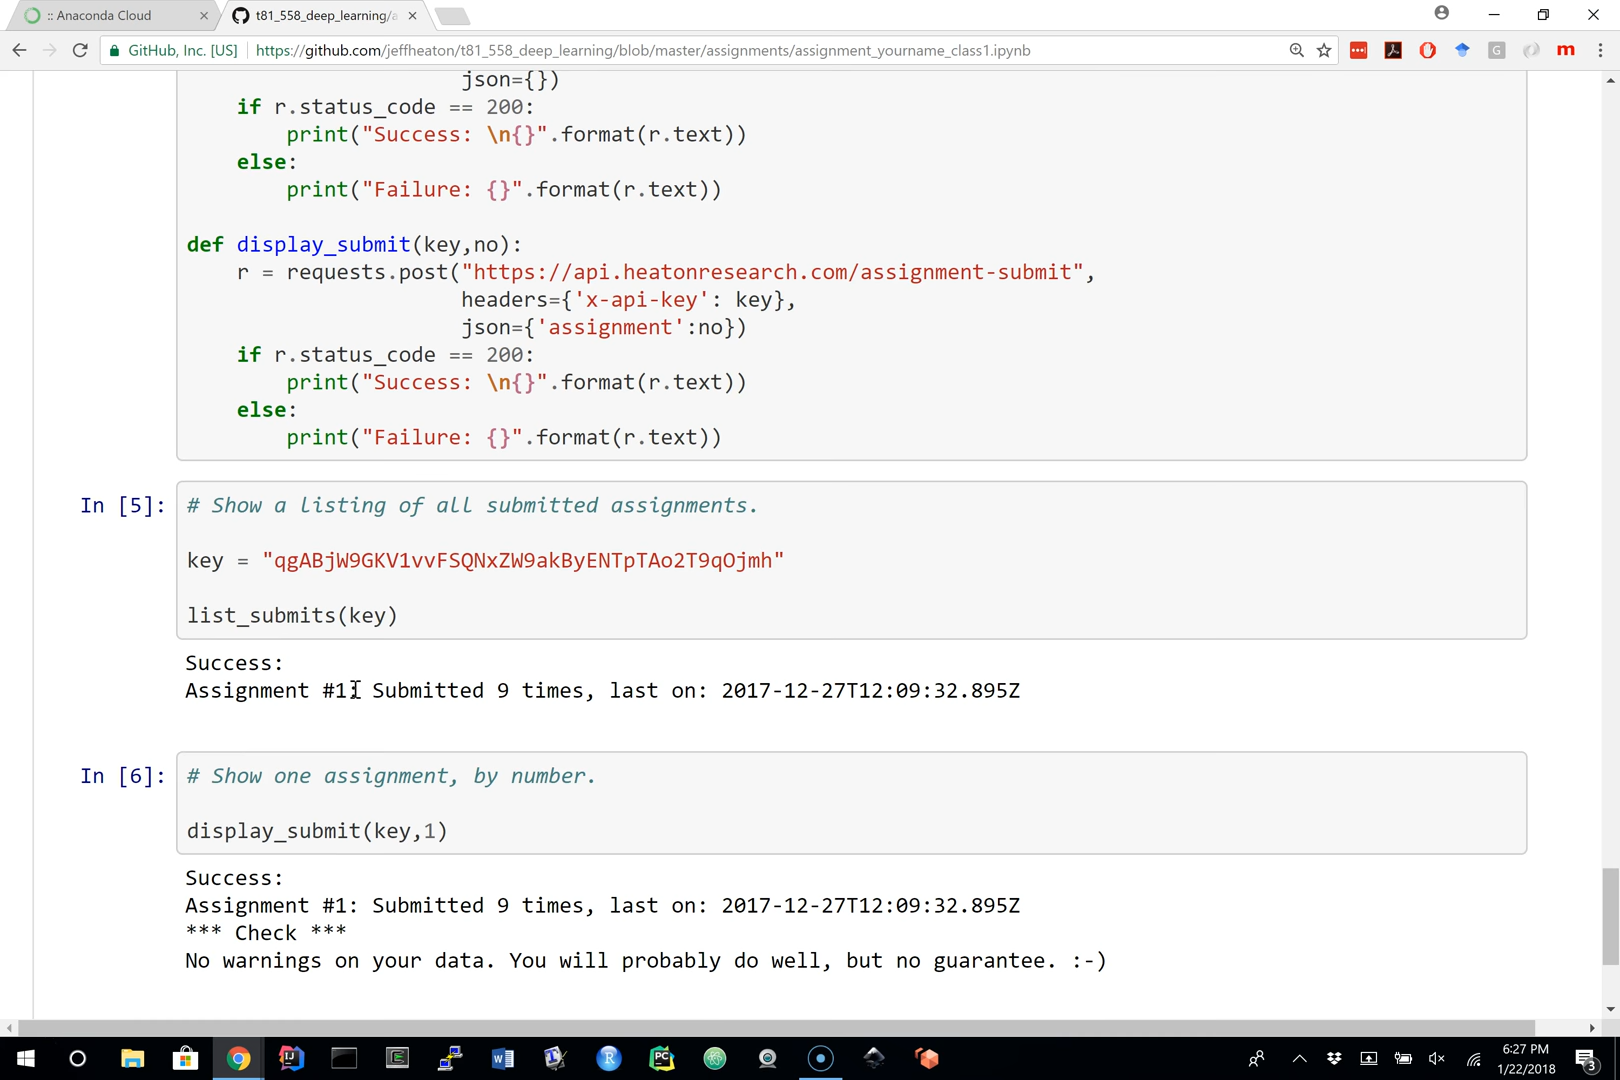 :: Anaconda Cloud
t81_558_deep_learning/a
GitHub, Inc. [US]
https://github.com/jeffheaton/t81_558_deep_learning/blob/master/assignments/assignment_yourname_class1.ipynb
json={})
if r.status_code == 200:
print("Success: \n{}".format(r.text))
else:
print("Failure: {}".format(r.text))
def display_submit(key,no):
r = requests.post("https://api.heatonresearch.com/assignment-submit",
headers={'x-api-key': key},
json={'assignment':no})
if r.status_code == 200:
print("Success: \n{}".format(r.text))
else:
print("Failure: {}".format(r.text))
In [5]:
# Show a listing of all submitted assignments.
key = "qgABjW9GKV1vvFSQNxZW9akByENTpTAo2T9qOjmh"
list_submits(key)
Success:
Assignment #1: Submitted 9 times, last on: 2017-12-27T12:09:32.895Z
In [6]:
# Show one assignment, by number.
display_submit(key,1)
Success:
Assignment #1: Submitted 9 times, last on: 2017-12-27T12:09:32.895Z
*** Check ***
No warnings on your data. You will probably do well, but no guarantee. :-)
6:27 PM
1/22/2018
3